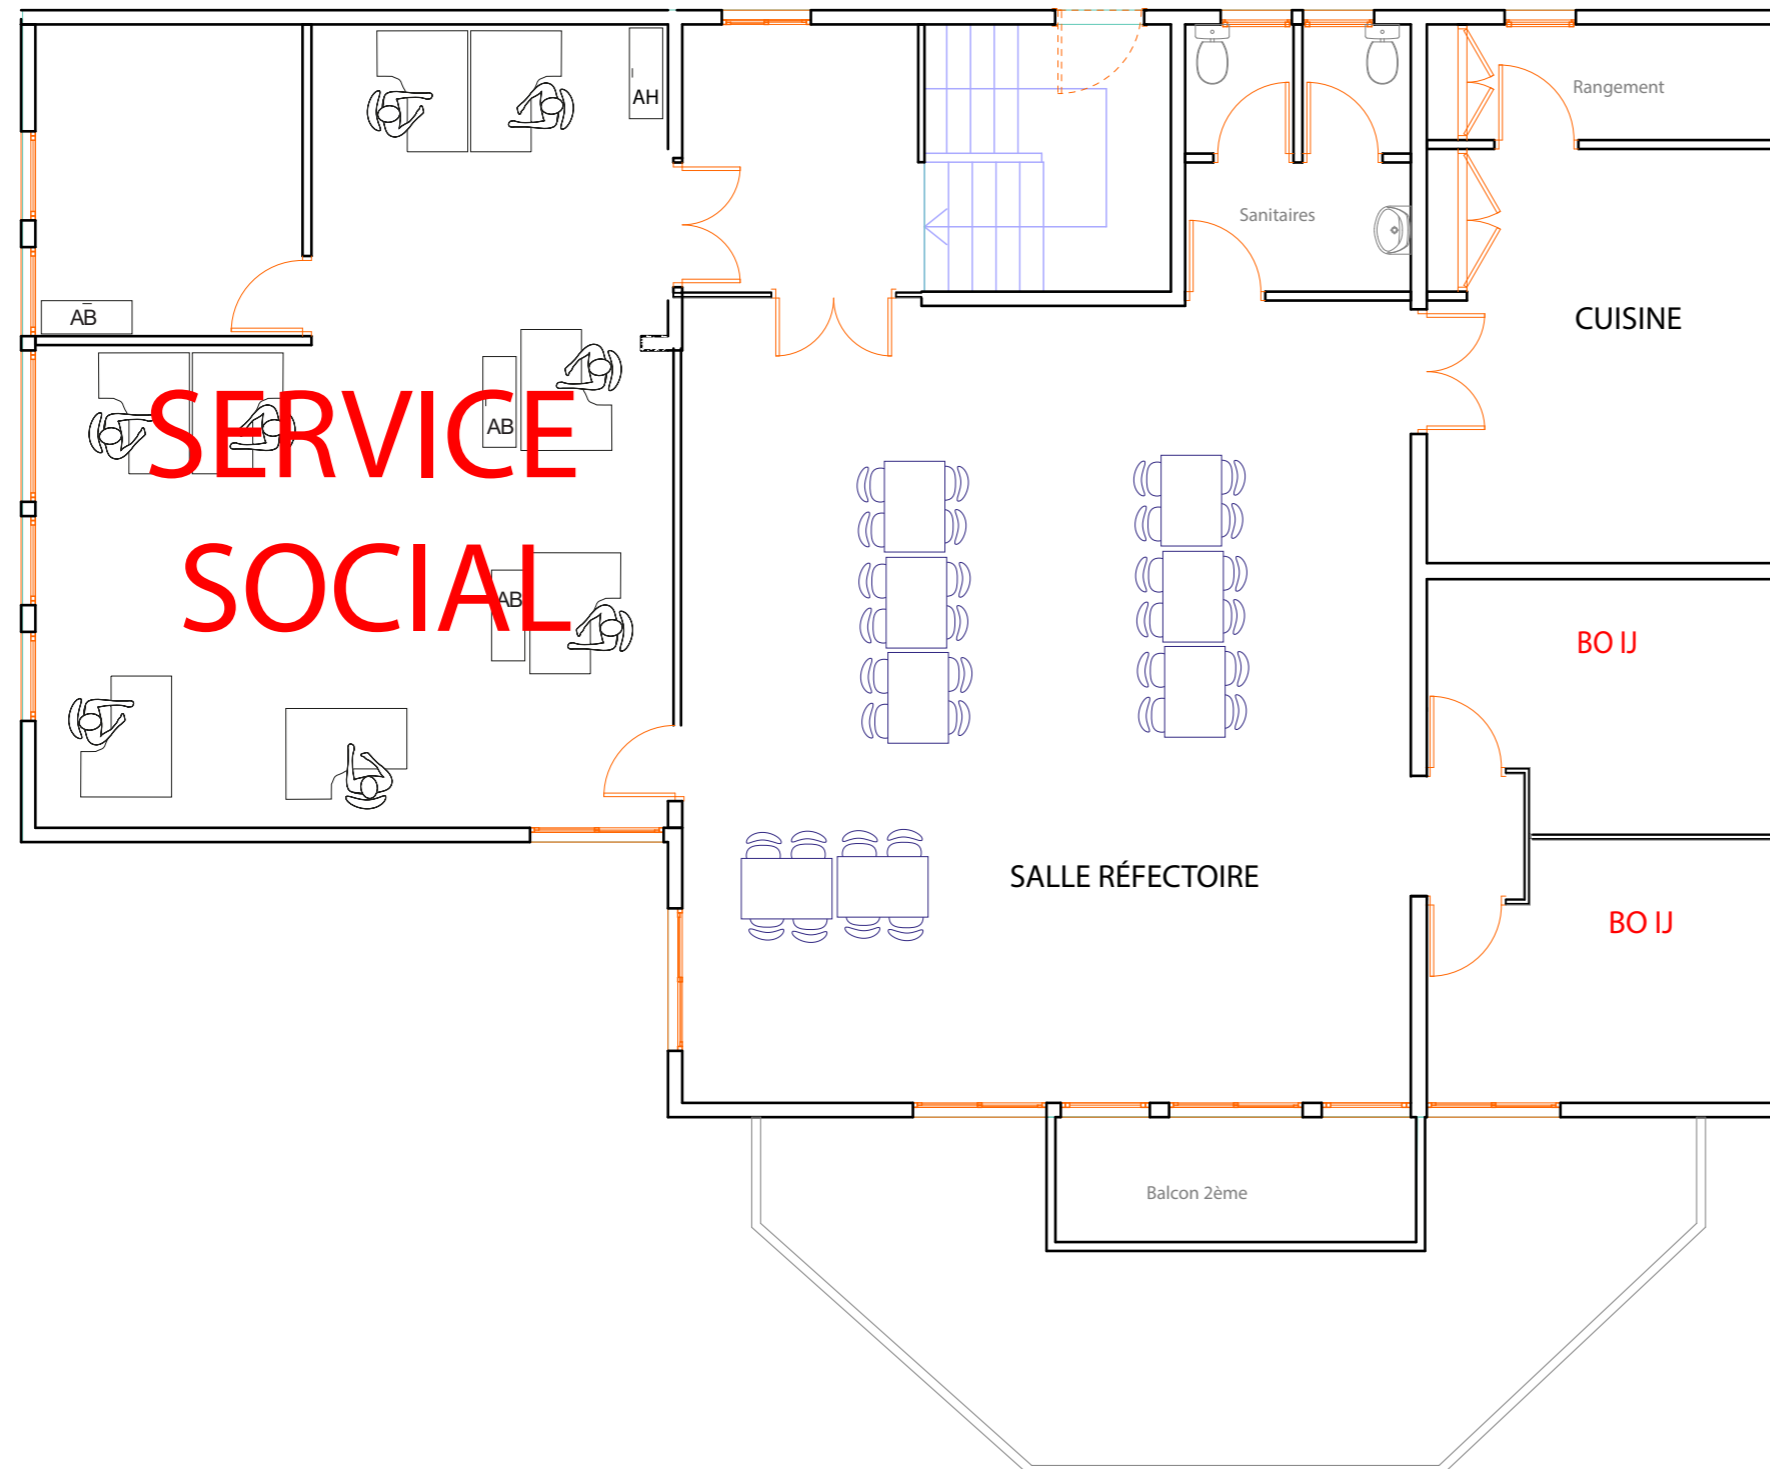 AH
Rangement
Sanitaires
AB
CUISINE
SERVICE
AB
SOCIAL
AB
BO IJ
SALLE RÉFECTOIRE
BO IJ
Balcon 2ème